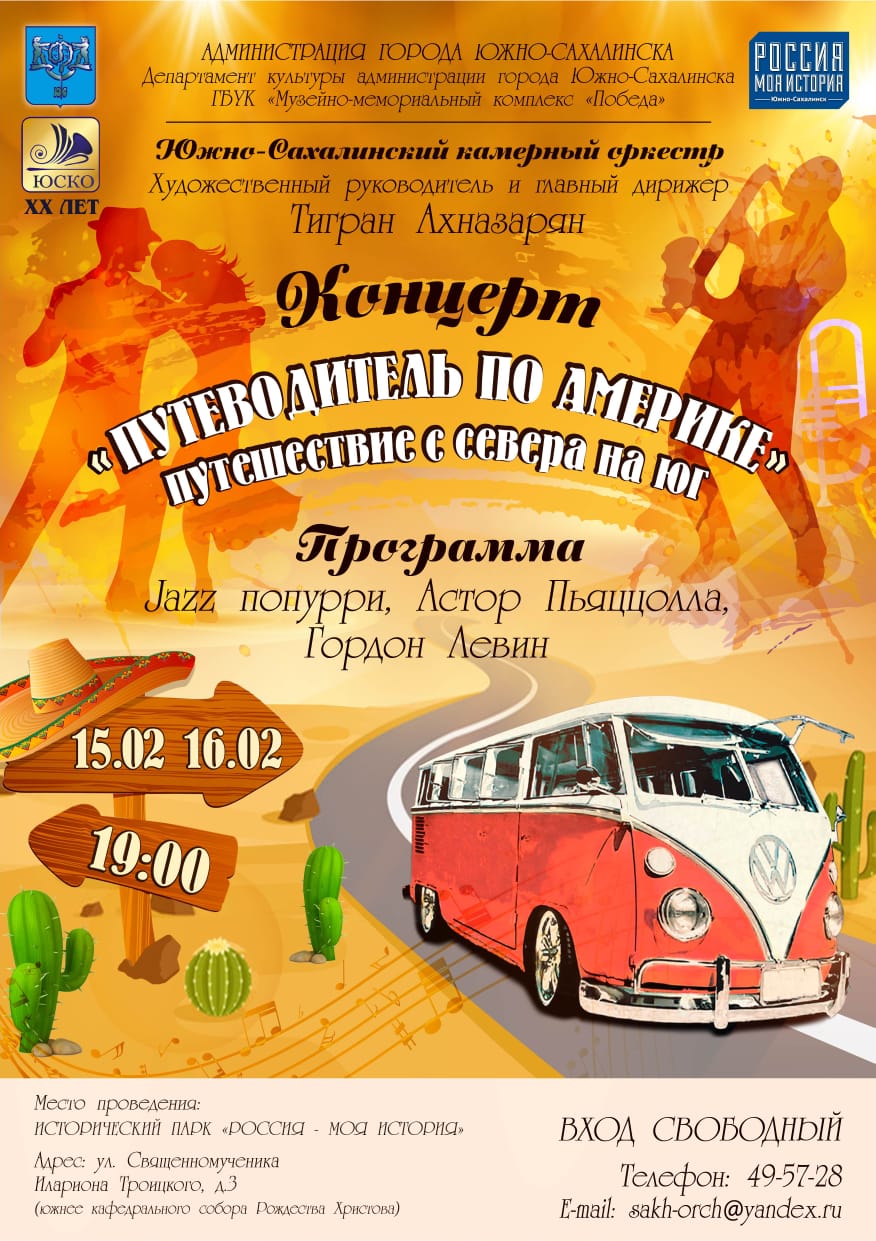 АДМИНИСТРАЦИЯ ГОРОДА ЮЖНО-САХАЛИНСКА
Департамент культуры администрации города Южно-Сахалинска
ГБУК «Музейно-мемориальный комплекс «Победа»
РОССИЯ
МОЯ ИСТОРИЯ
Южно-Сахалинск
ЮСКО
XX ЛЕТ
Южно-Сахалинский камерный оркестр
Художественный руководитель и главный дирижер
Тигран Ахназарян
Концерт
«ПУТЕВОДИТЕЛЬ ПО АМЕРИКЕ»
ПУТЕШЕСТВИЕ С СЕВЕРА НА ЮГ
Программа
Jazz попурри, Астор Пьяццолла,
Гордон Левин
15.02 16.02
19:00
VW
Место проведения:
ИСТОРИЧЕСКИЙ ПАРК «РОССИЯ - МОЯ ИСТОРИЯ»
Адрес: ул. Священномученика
Илариона Троицкого, д.3
(южнее кафедрального собора Рождества Христова)
ВХОД СВОБОДНЫЙ
Телефон: 49-57-28
E-mail: sakh-orch@yandex.ru